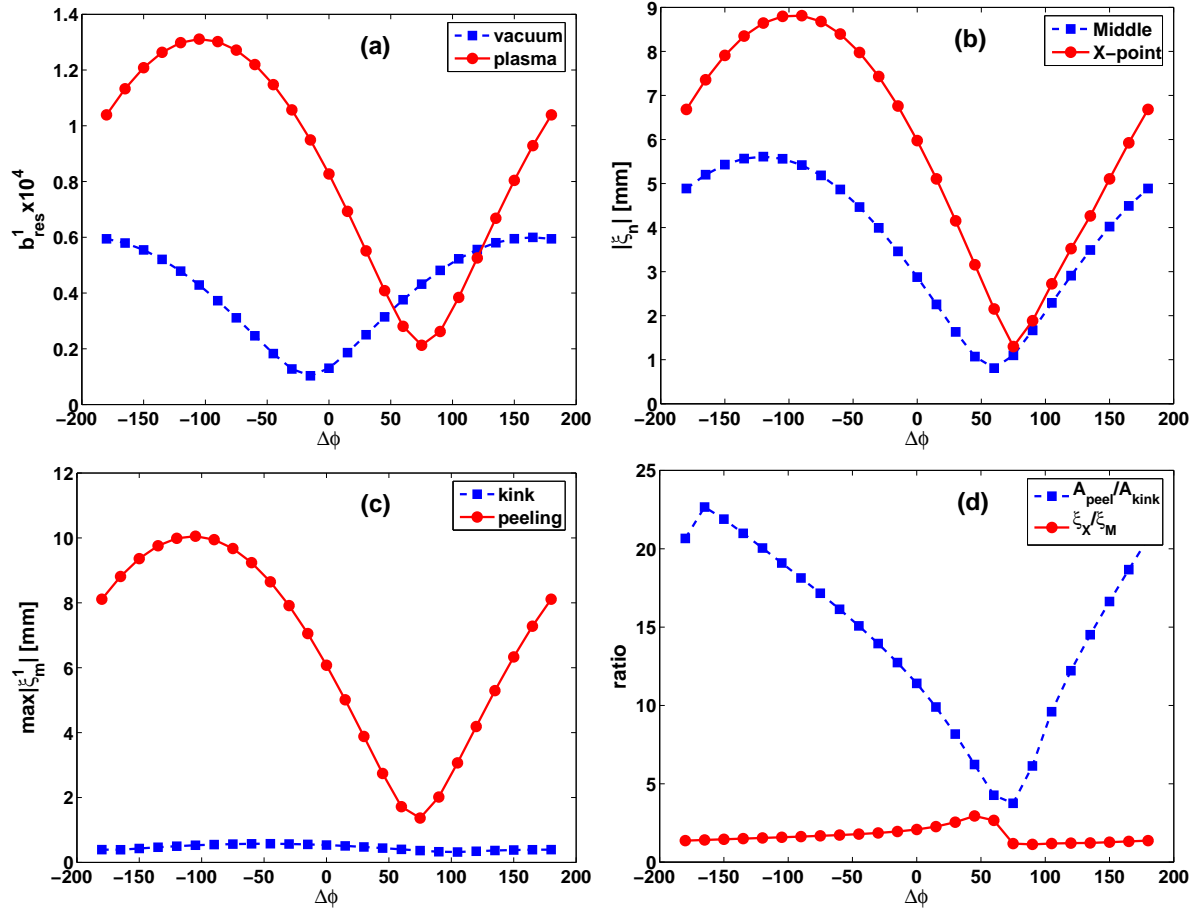 (a)
vacuum
plasma
1.4
1.2
1
0.8
0.6
0.4
0.2
0
b¹res x10⁴
−200 −150 −100 −50 0 50 100 150 200
Δϕ
(b)
Middle
X−point
9
8
7
6
5
4
3
2
1
0
|ξn| [mm]
−200 −150 −100 −50 0 50 100 150 200
Δϕ
(c)
kink
peeling
12
10
8
6
4
2
0
max|ξ¹m| [mm]
−200 −150 −100 −50 0 50 100 150 200
Δϕ
(d)
Apeel/Akink
ξX/ξM
25
20
15
10
5
0
ratio
−200 −150 −100 −50 0 50 100 150 200
Δϕ